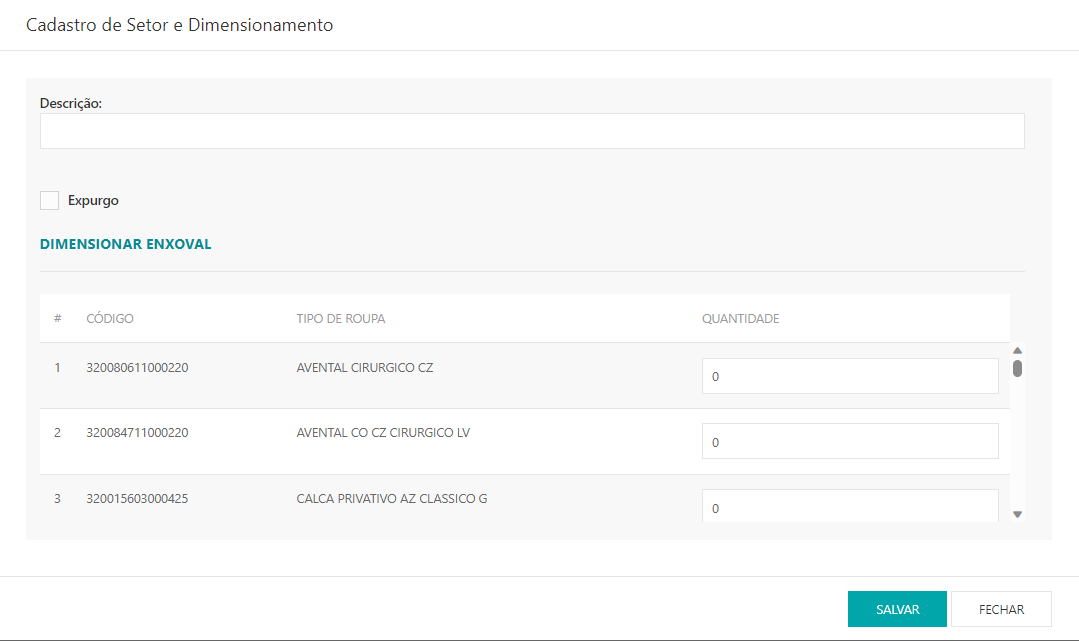 Cadastro de Setor e Dimensionamento
Descrição:
Expurgo
DIMENSIONAR ENXOVAL
# CÓDIGO TIPO DE ROUPA QUANTIDADE
1 320080611000220 AVENTAL CIRURGICO CZ 0
2 320084711000220 AVENTAL CO CZ CIRURGICO LV 0
3 320015603000425 CALCA PRIVATIVO AZ CLASSICO G 0
SALVAR FECHAR